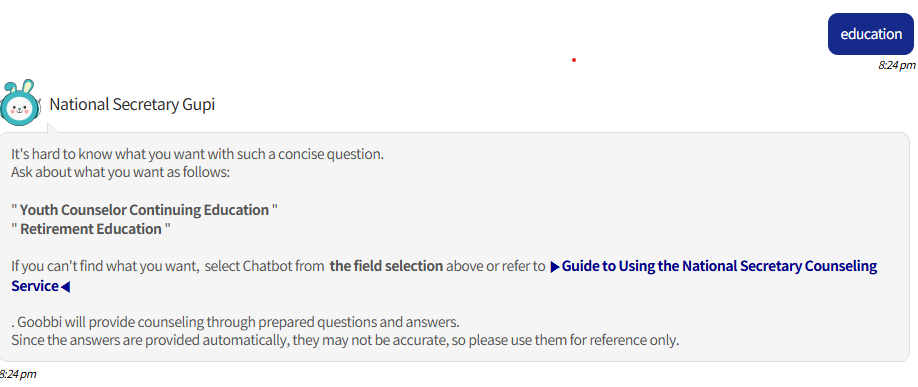 education
8:24 pm
National Secretary Gupi
It's hard to know what you want with such a concise question.
Ask about what you want as follows:
" Youth Counselor Continuing Education "
" Retirement Education "
If you can't find what you want, select Chatbot from the field selection above or refer to ▶Guide to Using the National Secretary Counseling
Service◀
. Goobbi will provide counseling through prepared questions and answers.
Since the answers are provided automatically, they may not be accurate, so please use them for reference only.
8:24 pm